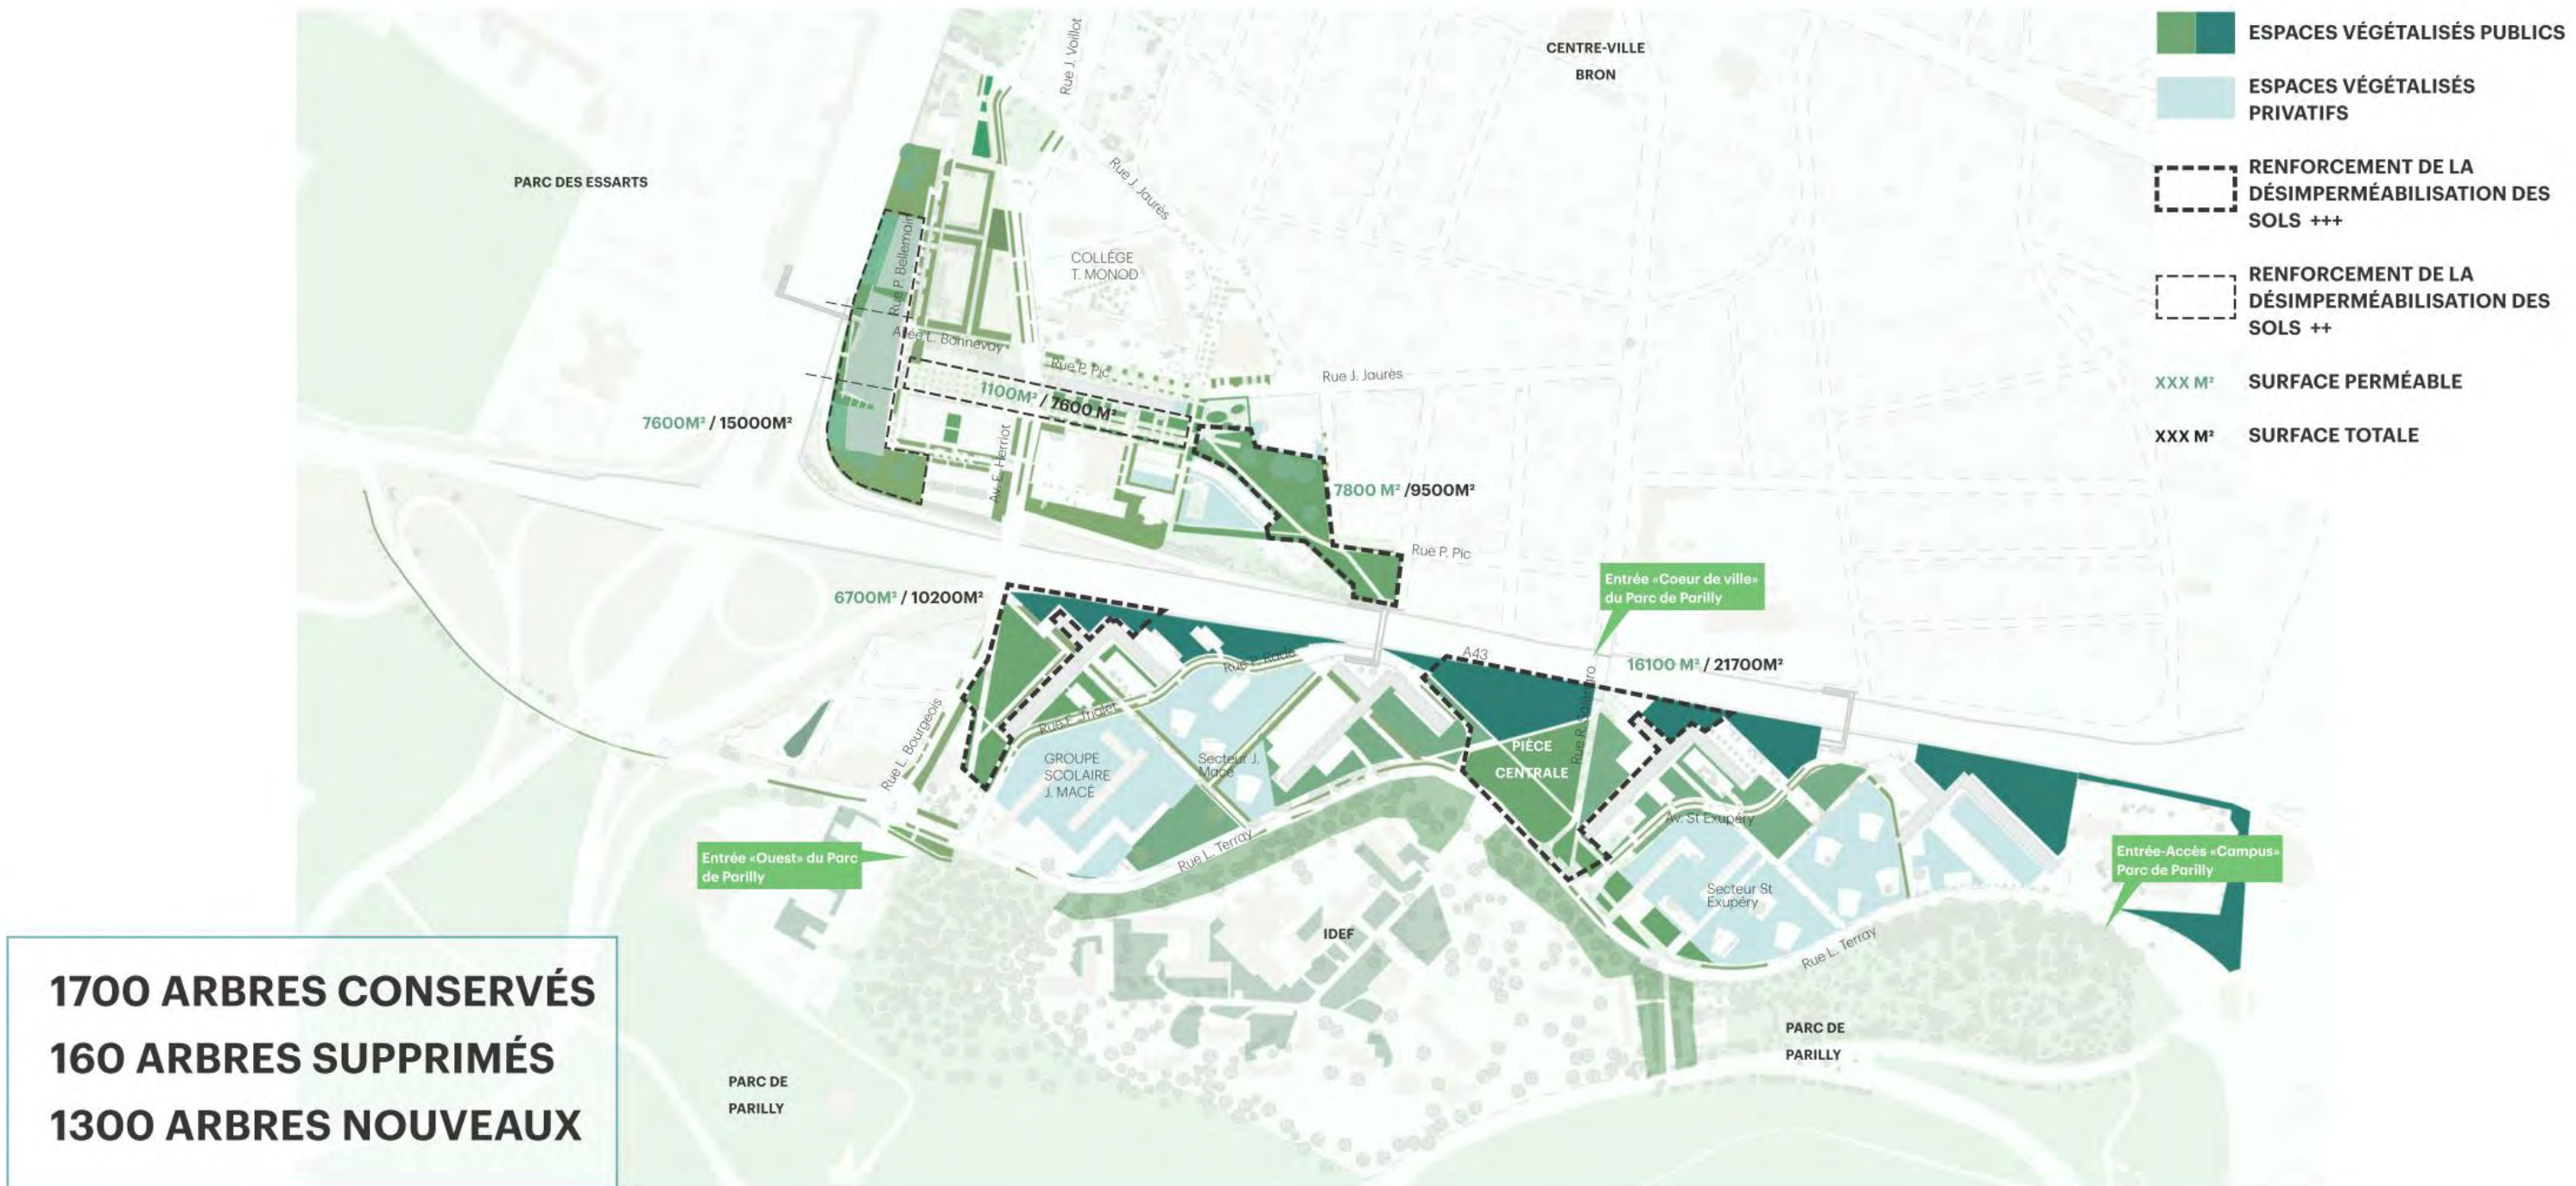 ESPACES VÉGÉTALISÉS PUBLICS
ESPACES VÉGÉTALISÉS
PRIVATIFS
RENFORCEMENT DE LA
DÉSIMPERMÉABILISATION DES
SOLS +++
RENFORCEMENT DE LA
DÉSIMPERMÉABILISATION DES
SOLS ++
XXX M² SURFACE PERMÉABLE
XXX M² SURFACE TOTALE
CENTRE-VILLE
BRON
PARC DES ESSARTS
Rue J. Voillot
Rue J. Jaurès
COLLÈGE
T. MONOD
Rue P. Bellemain
Allée L. Bonnevay
Rue P. Pic
Rue J. Jaurès
1100M² / 7600 M²
7600M² / 15000M²
Av. E. Herriot
7800 M² /9500M²
Rue P. Pic
Entrée «Coeur de ville»
du Parc de Parilly
6700M² / 10200M²
A43
16100 M² / 21700M²
Rue P. Rade
Rue E. Triolet
Rue L. Bourgeois
GROUPE
SCOLAIRE
J. MACÉ
Secteur J.
Macé
PIÈCE
CENTRALE
Rue R. Salengro
Av. St Exupéry
Rue L. Terray
Entrée «Ouest» du Parc
de Parilly
Entrée-Accès «Campus»
Parc de Parilly
Secteur St
Exupéry
Rue L. Terray
IDEF
PARC DE
PARILLY
PARC DE
PARILLY
1700 ARBRES CONSERVÉS
160 ARBRES SUPPRIMÉS
1300 ARBRES NOUVEAUX